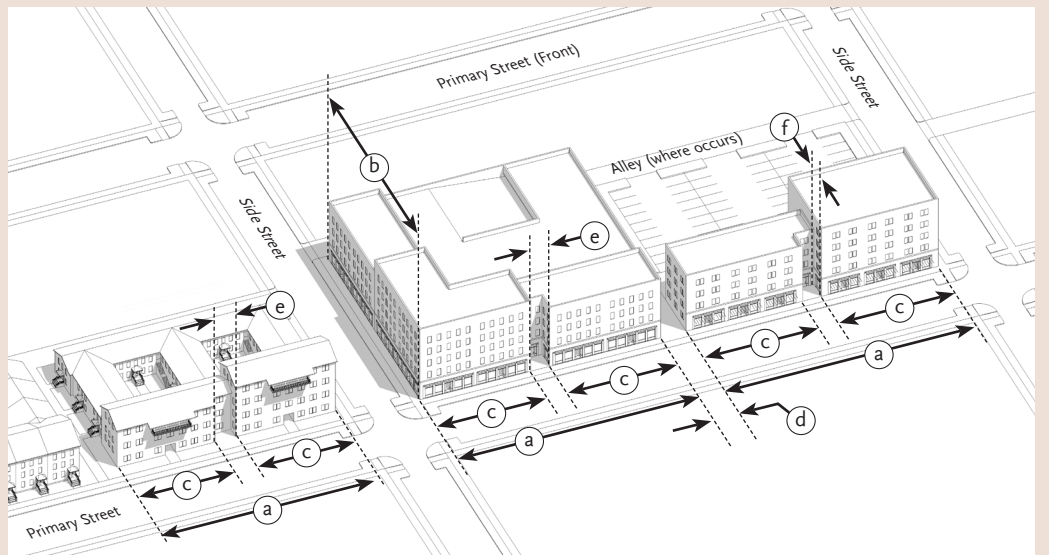 Primary Street (Front)
Side Street
f
Alley (where occurs)
b
Side Street
e
e
c
a
c
c
d
c
a
c
c
a
Primary Street